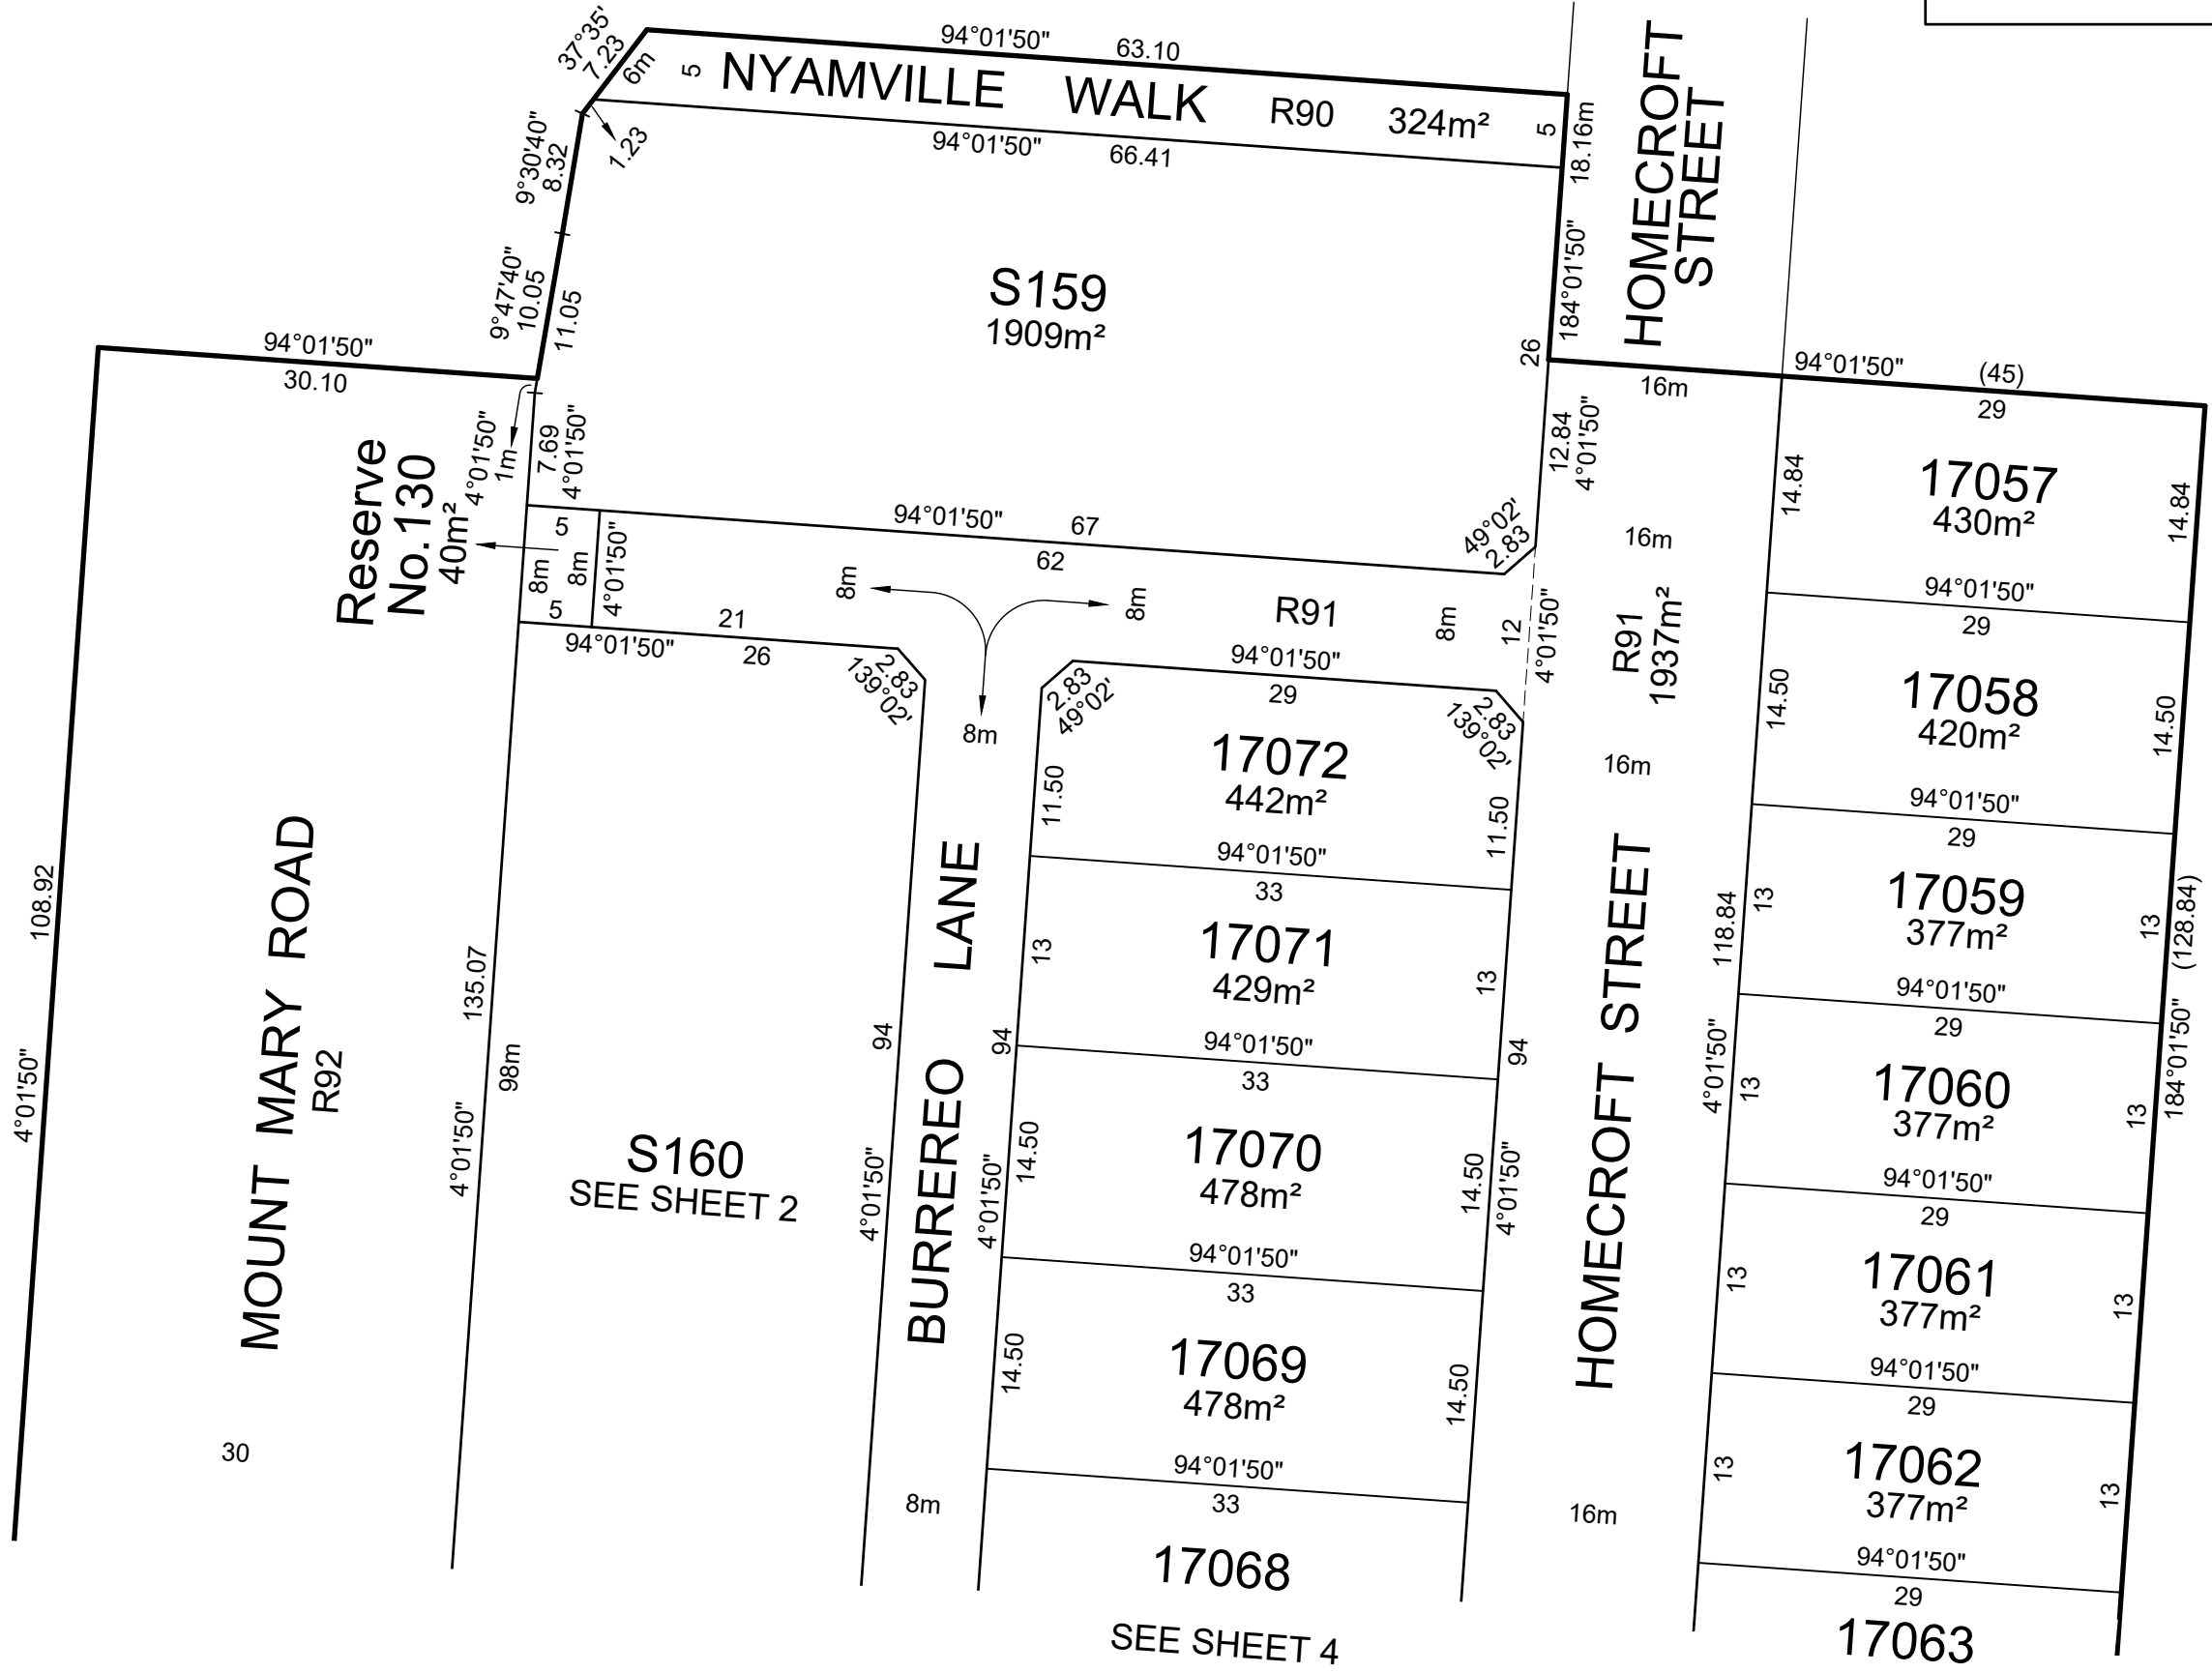 37°35'
7.23
6m
5
94°01'50"
63.10
NYAMVILLE WALK R90 324m²
5
18.16m
HOMECROFT
STREET
94°01'50"
66.41
1.23
9°30'40"
8.32
9°47'40"
10.05
11.05
S159
1909m²
184°01'50"
26
94°01'50"
30.10
16m
94°01'50"
(45)
29
Reserve
No.130
40m²
4°01'50"
1m
7.69
4°01'50"
12.84
4°01'50"
14.84
17057
430m²
14.84
94°01'50"
67
49°02'
2.83
16m
5
8m
8m
5
4°01'50"
62
8m
8m
R91
8m
12
4°01'50"
R91
1937m²
94°01'50"
29
21
94°01'50"
26
2.83
139°02'
8m
2.83
49°02'
94°01'50"
29
2.83
139°02'
16m
14.50
17058
420m²
14.50
17072
442m²
11.50
11.50
94°01'50"
29
94°01'50"
33
108.92
4°01'50"
MOUNT MARY ROAD
R92
30
135.07
4°01'50"
98m
S160
SEE SHEET 2
94
4°01'50"
BURREREO LANE
8m
94
4°01'50"
13
17071
429m²
13
94°01'50"
33
94
4°01'50"
14.50
17070
478m²
14.50
94°01'50"
33
14.50
17069
478m²
14.50
94°01'50"
33
17068
SEE SHEET 4
HOMECROFT STREET
16m
118.84
4°01'50"
13
17059
377m²
13
(128.84)
184°01'50"
94°01'50"
29
13
17060
377m²
13
94°01'50"
29
13
17061
377m²
13
94°01'50"
29
13
17062
377m²
13
94°01'50"
29
17063